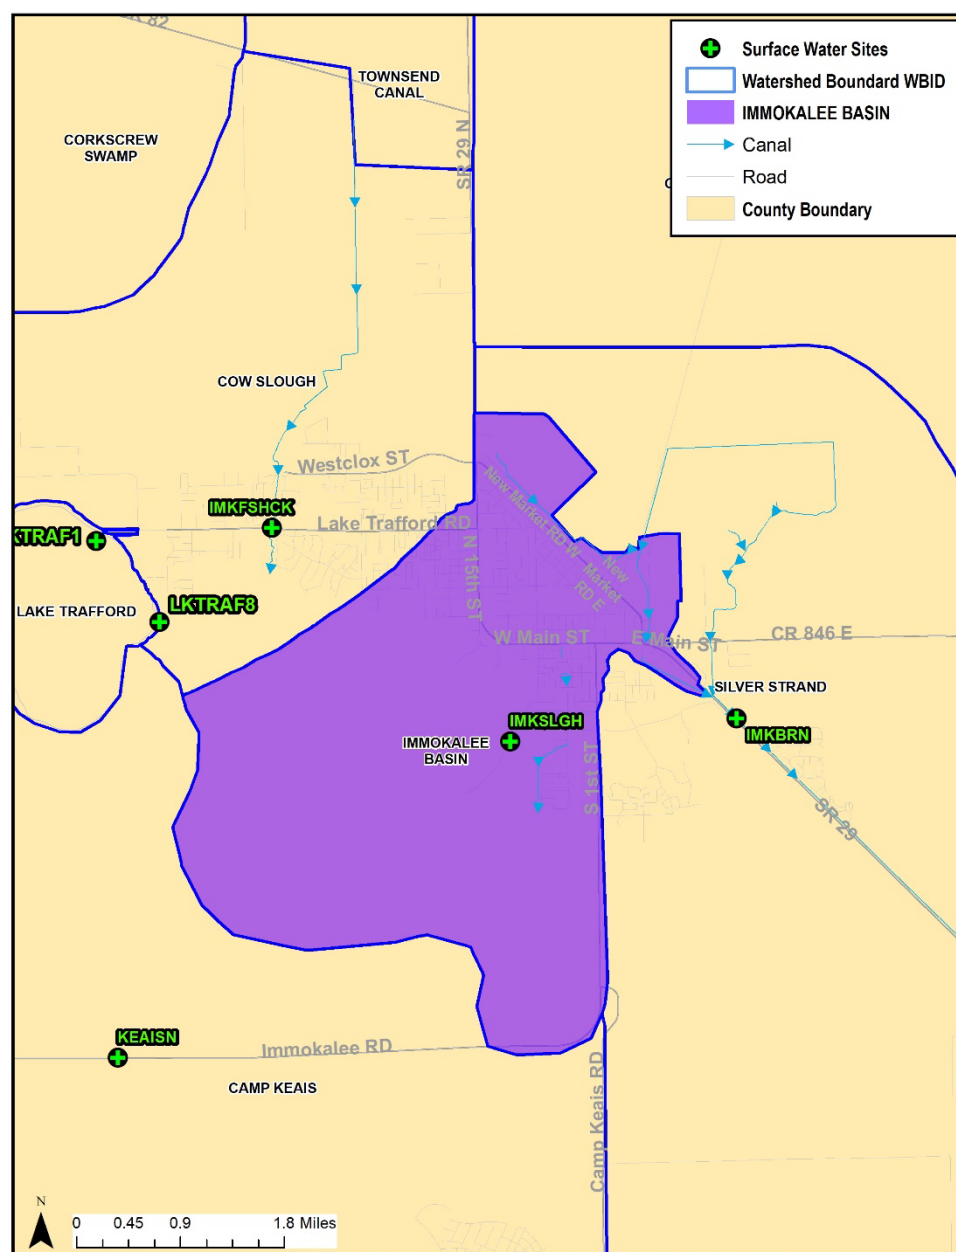 SR 82
TOWNSEND
CANAL
CORKSCREW
SWAMP
SR 29 N
Surface Water Sites
Watershed Boundard WBID
IMMOKALEE BASIN
Canal
Road
County Boundary
COW SLOUGH
Westclox ST
IMKFSHCK
Lake Trafford RD
KTRAF1
New Market RD W
New
Market
RD E
N 15th ST
LAKE TRAFFORD
LKTRAF8
W Main ST
E Main ST
CR 846 E
SILVER STRAND
IMKSLGH
IMKBRN
IMMOKALEE
BASIN
S 1st ST
SR 29
KEAISN
Immokalee RD
CAMP KEAIS
Camp Keais RD
N
0 0.45 0.9 1.8 Miles